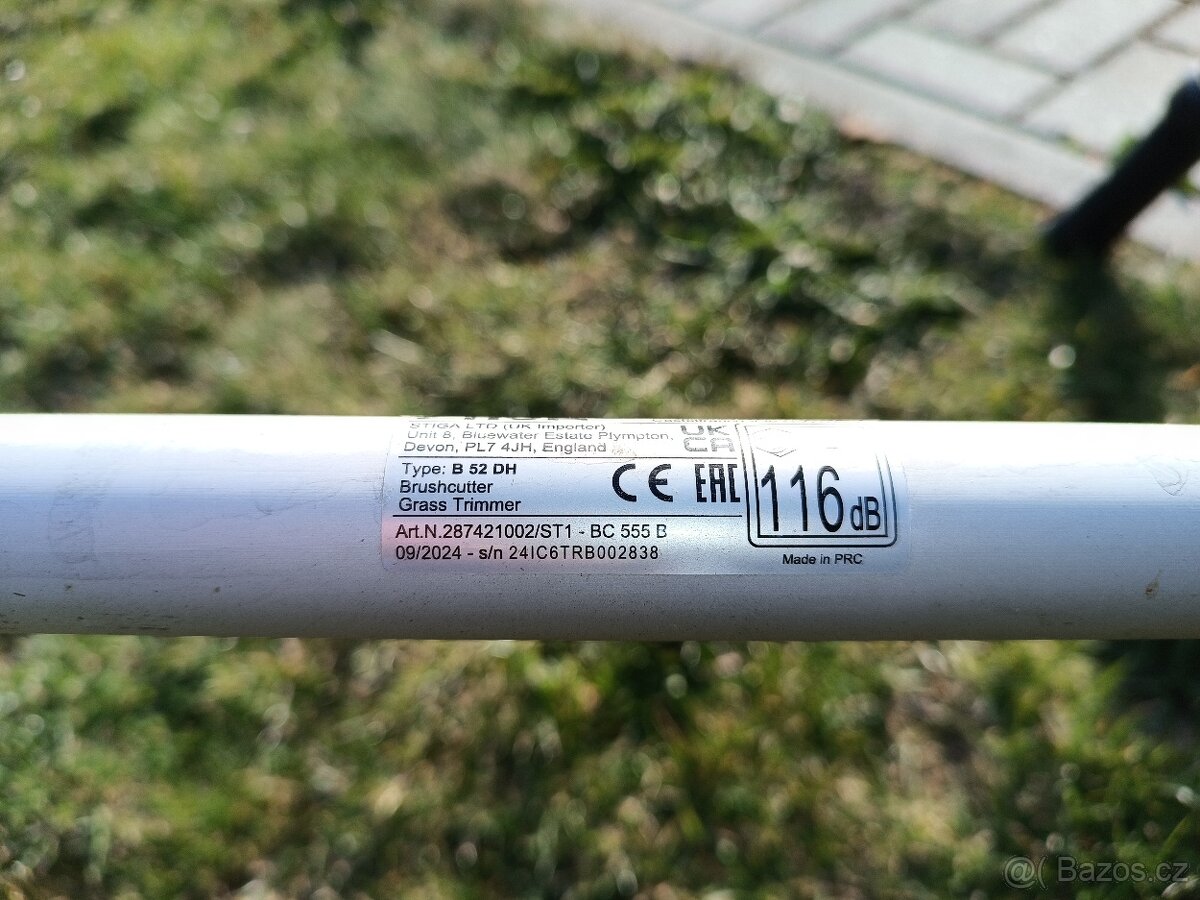 STIGA LTD (UK Importer)
Unit 8, Bluewater Estate Plympton,
Devon, PL7 4JH, England
UK
CA
Type: B 52 DH
Brushcutter
Grass Trimmer
CE EAC
116 dB
Art.N.287421002/ST1 - BC 555 B
09/2024 - s/n 24IC6TRB002838
Made in PRC
@( Bazos.cz